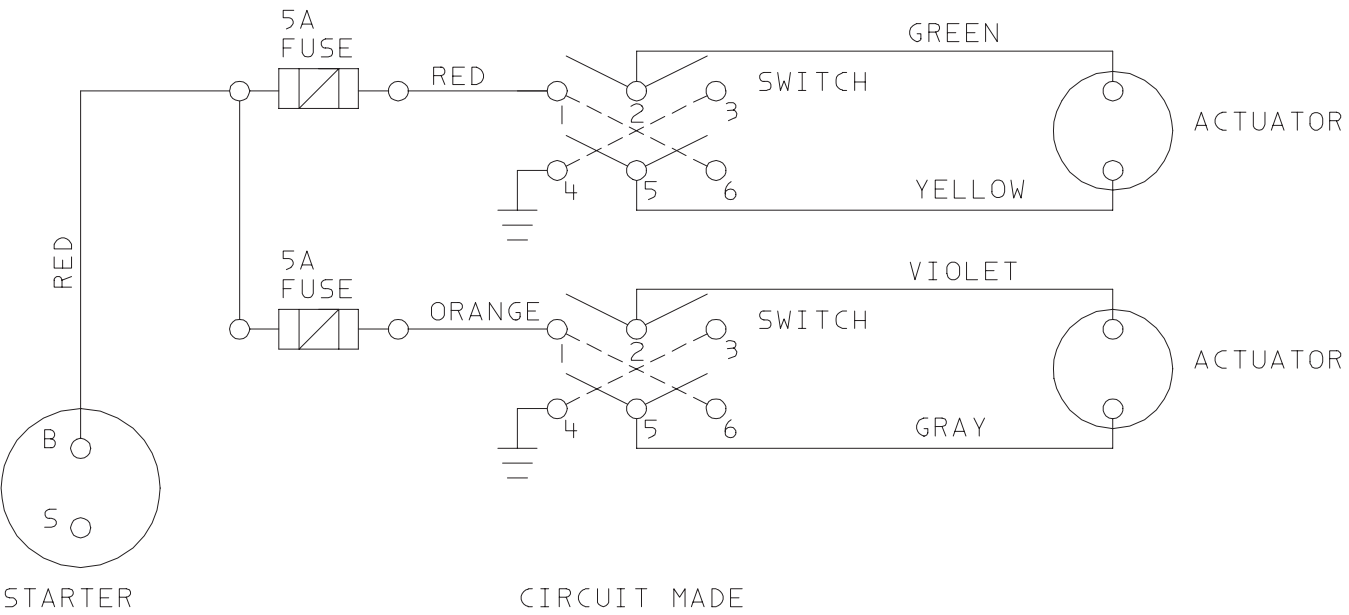 5A
FUSE
RED
GREEN
SWITCH
1
2
3
4
5
6
ACTUATOR
YELLOW
RED
5A
FUSE
ORANGE
VIOLET
SWITCH
1
2
3
4
5
6
ACTUATOR
GRAY
B
S
STARTER
CIRCUIT MADE